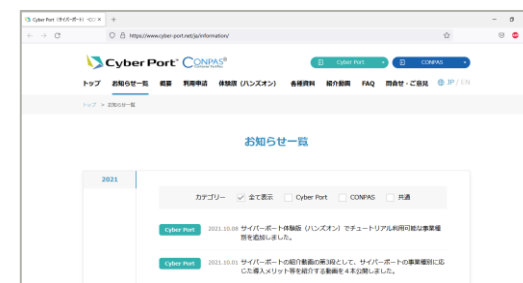 Cyber Port（サイバーポート）<EC> ×
https://www.cyber-port.net/ja/information/
Cyber Port CONPAS
Cyber Port CONPAS
トップ お知らせ一覧 概要 利用申請 体験版（ハンズオン） 各種資料 紹介動画 FAQ 問合せ・ご意見 JP / EN
トップ > お知らせ一覧
お知らせ一覧
2021
カテゴリー 全て表示 Cyber Port CONPAS 共通
Cyber Port 2021.10.08 サイバーポート体験版（ハンズオン）でチュートリアル利用可能な事業種
別を追加しました。
Cyber Port 2021.10.01 サイバーポートの紹介動画の第3段として、サイバーポートの事業種別に応
じた導入メリット等を紹介する動画を４本公開しました。